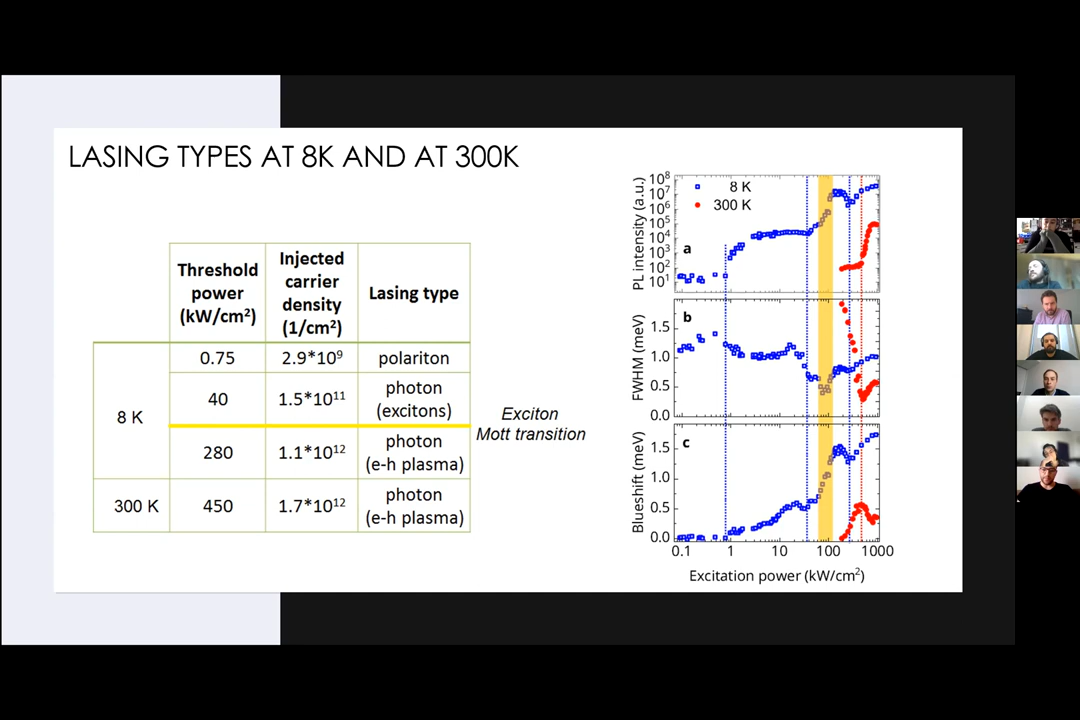 LASING TYPES AT 8K AND AT 300K
Threshold
power
(kW/cm²)
Injected
carrier
density
(1/cm²)
Lasing type
8 K
0.75
2.9*10⁹
polariton
40
1.5*10¹¹
photon
(excitons)
280
1.1*10¹²
photon
(e-h plasma)
300 K
450
1.7*10¹²
photon
(e-h plasma)
Exciton
Mott transition
PL intensity (a.u.)
10⁸
10⁷
10⁶
10⁵
10⁴
10³
10²
10¹
8 K
300 K
a
FWHM (meV)
1.5
1.0
0.5
0.0
b
Blueshift (meV)
1.5
1.0
0.5
0.0
c
0.1 1 10 100 1000
Excitation power (kW/cm²)